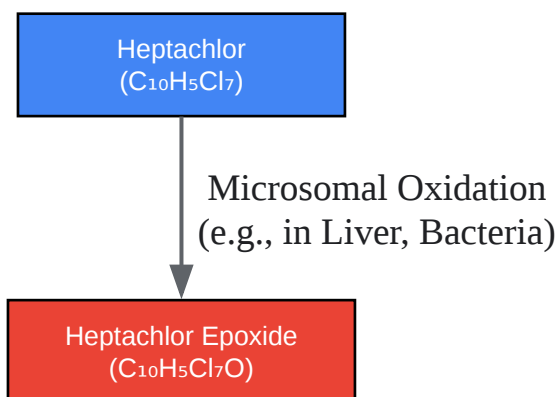 Heptachlor
(C₁₀H₅Cl₇)
Microsomal Oxidation
(e.g., in Liver, Bacteria)
Heptachlor Epoxide
(C₁₀H₅Cl₇O)